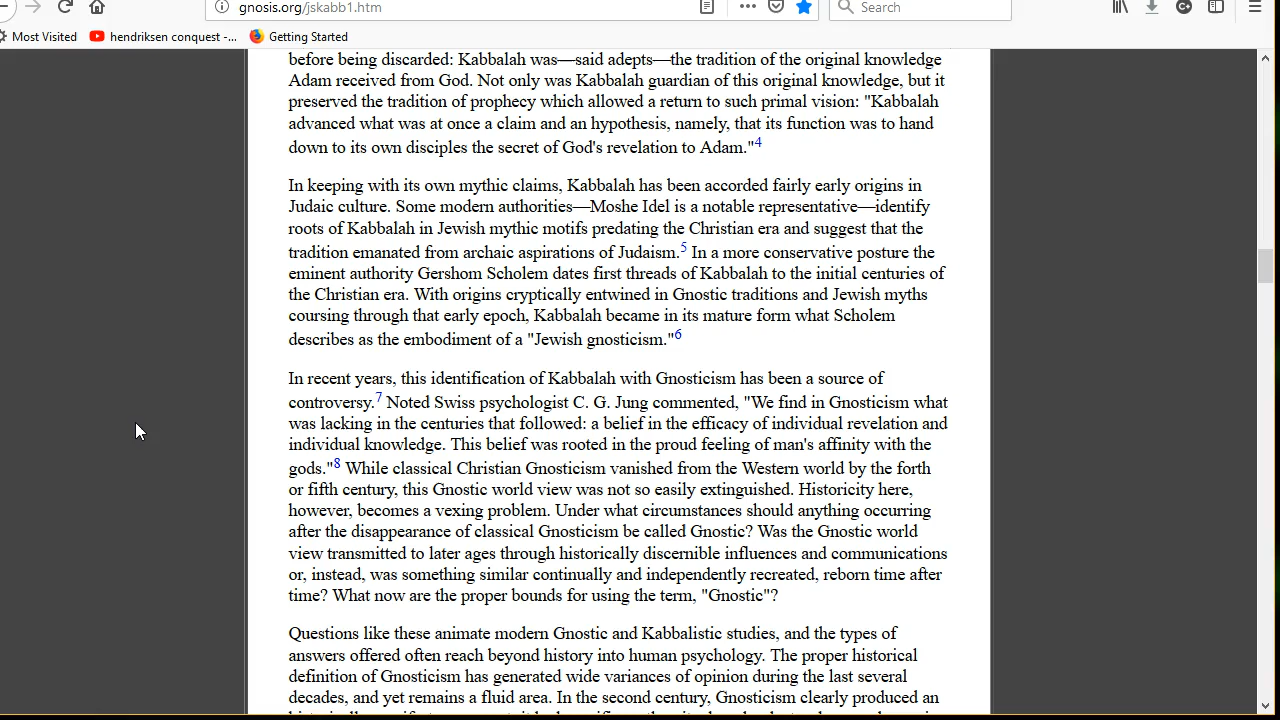 gnosis.org/jskabb1.htm
Search
Most Visited
hendriksen conquest -...
Getting Started
before being discarded: Kabbalah was—said adepts—the tradition of the original knowledge
Adam received from God. Not only was Kabbalah guardian of this original knowledge, but it
preserved the tradition of prophecy which allowed a return to such primal vision: "Kabbalah
advanced what was at once a claim and an hypothesis, namely, that its function was to hand
down to its own disciples the secret of God's revelation to Adam."4
In keeping with its own mythic claims, Kabbalah has been accorded fairly early origins in
Judaic culture. Some modern authorities—Moshe Idel is a notable representative—identify
roots of Kabbalah in Jewish mythic motifs predating the Christian era and suggest that the
tradition emanated from archaic aspirations of Judaism.5 In a more conservative posture the
eminent authority Gershom Scholem dates first threads of Kabbalah to the initial centuries of
the Christian era. With origins cryptically entwined in Gnostic traditions and Jewish myths
coursing through that early epoch, Kabbalah became in its mature form what Scholem
describes as the embodiment of a "Jewish gnosticism."6
In recent years, this identification of Kabbalah with Gnosticism has been a source of
controversy.7 Noted Swiss psychologist C. G. Jung commented, "We find in Gnosticism what
was lacking in the centuries that followed: a belief in the efficacy of individual revelation and
individual knowledge. This belief was rooted in the proud feeling of man's affinity with the
gods."8 While classical Christian Gnosticism vanished from the Western world by the forth
or fifth century, this Gnostic world view was not so easily extinguished. Historicity here,
however, becomes a vexing problem. Under what circumstances should anything occurring
after the disappearance of classical Gnosticism be called Gnostic? Was the Gnostic world
view transmitted to later ages through historically discernible influences and communications
or, instead, was something similar continually and independently recreated, reborn time after
time? What now are the proper bounds for using the term, "Gnostic"?
Questions like these animate modern Gnostic and Kabbalistic studies, and the types of
answers offered often reach beyond history into human psychology. The proper historical
definition of Gnosticism has generated wide variances of opinion during the last several
decades, and yet remains a fluid area. In the second century, Gnosticism clearly produced an